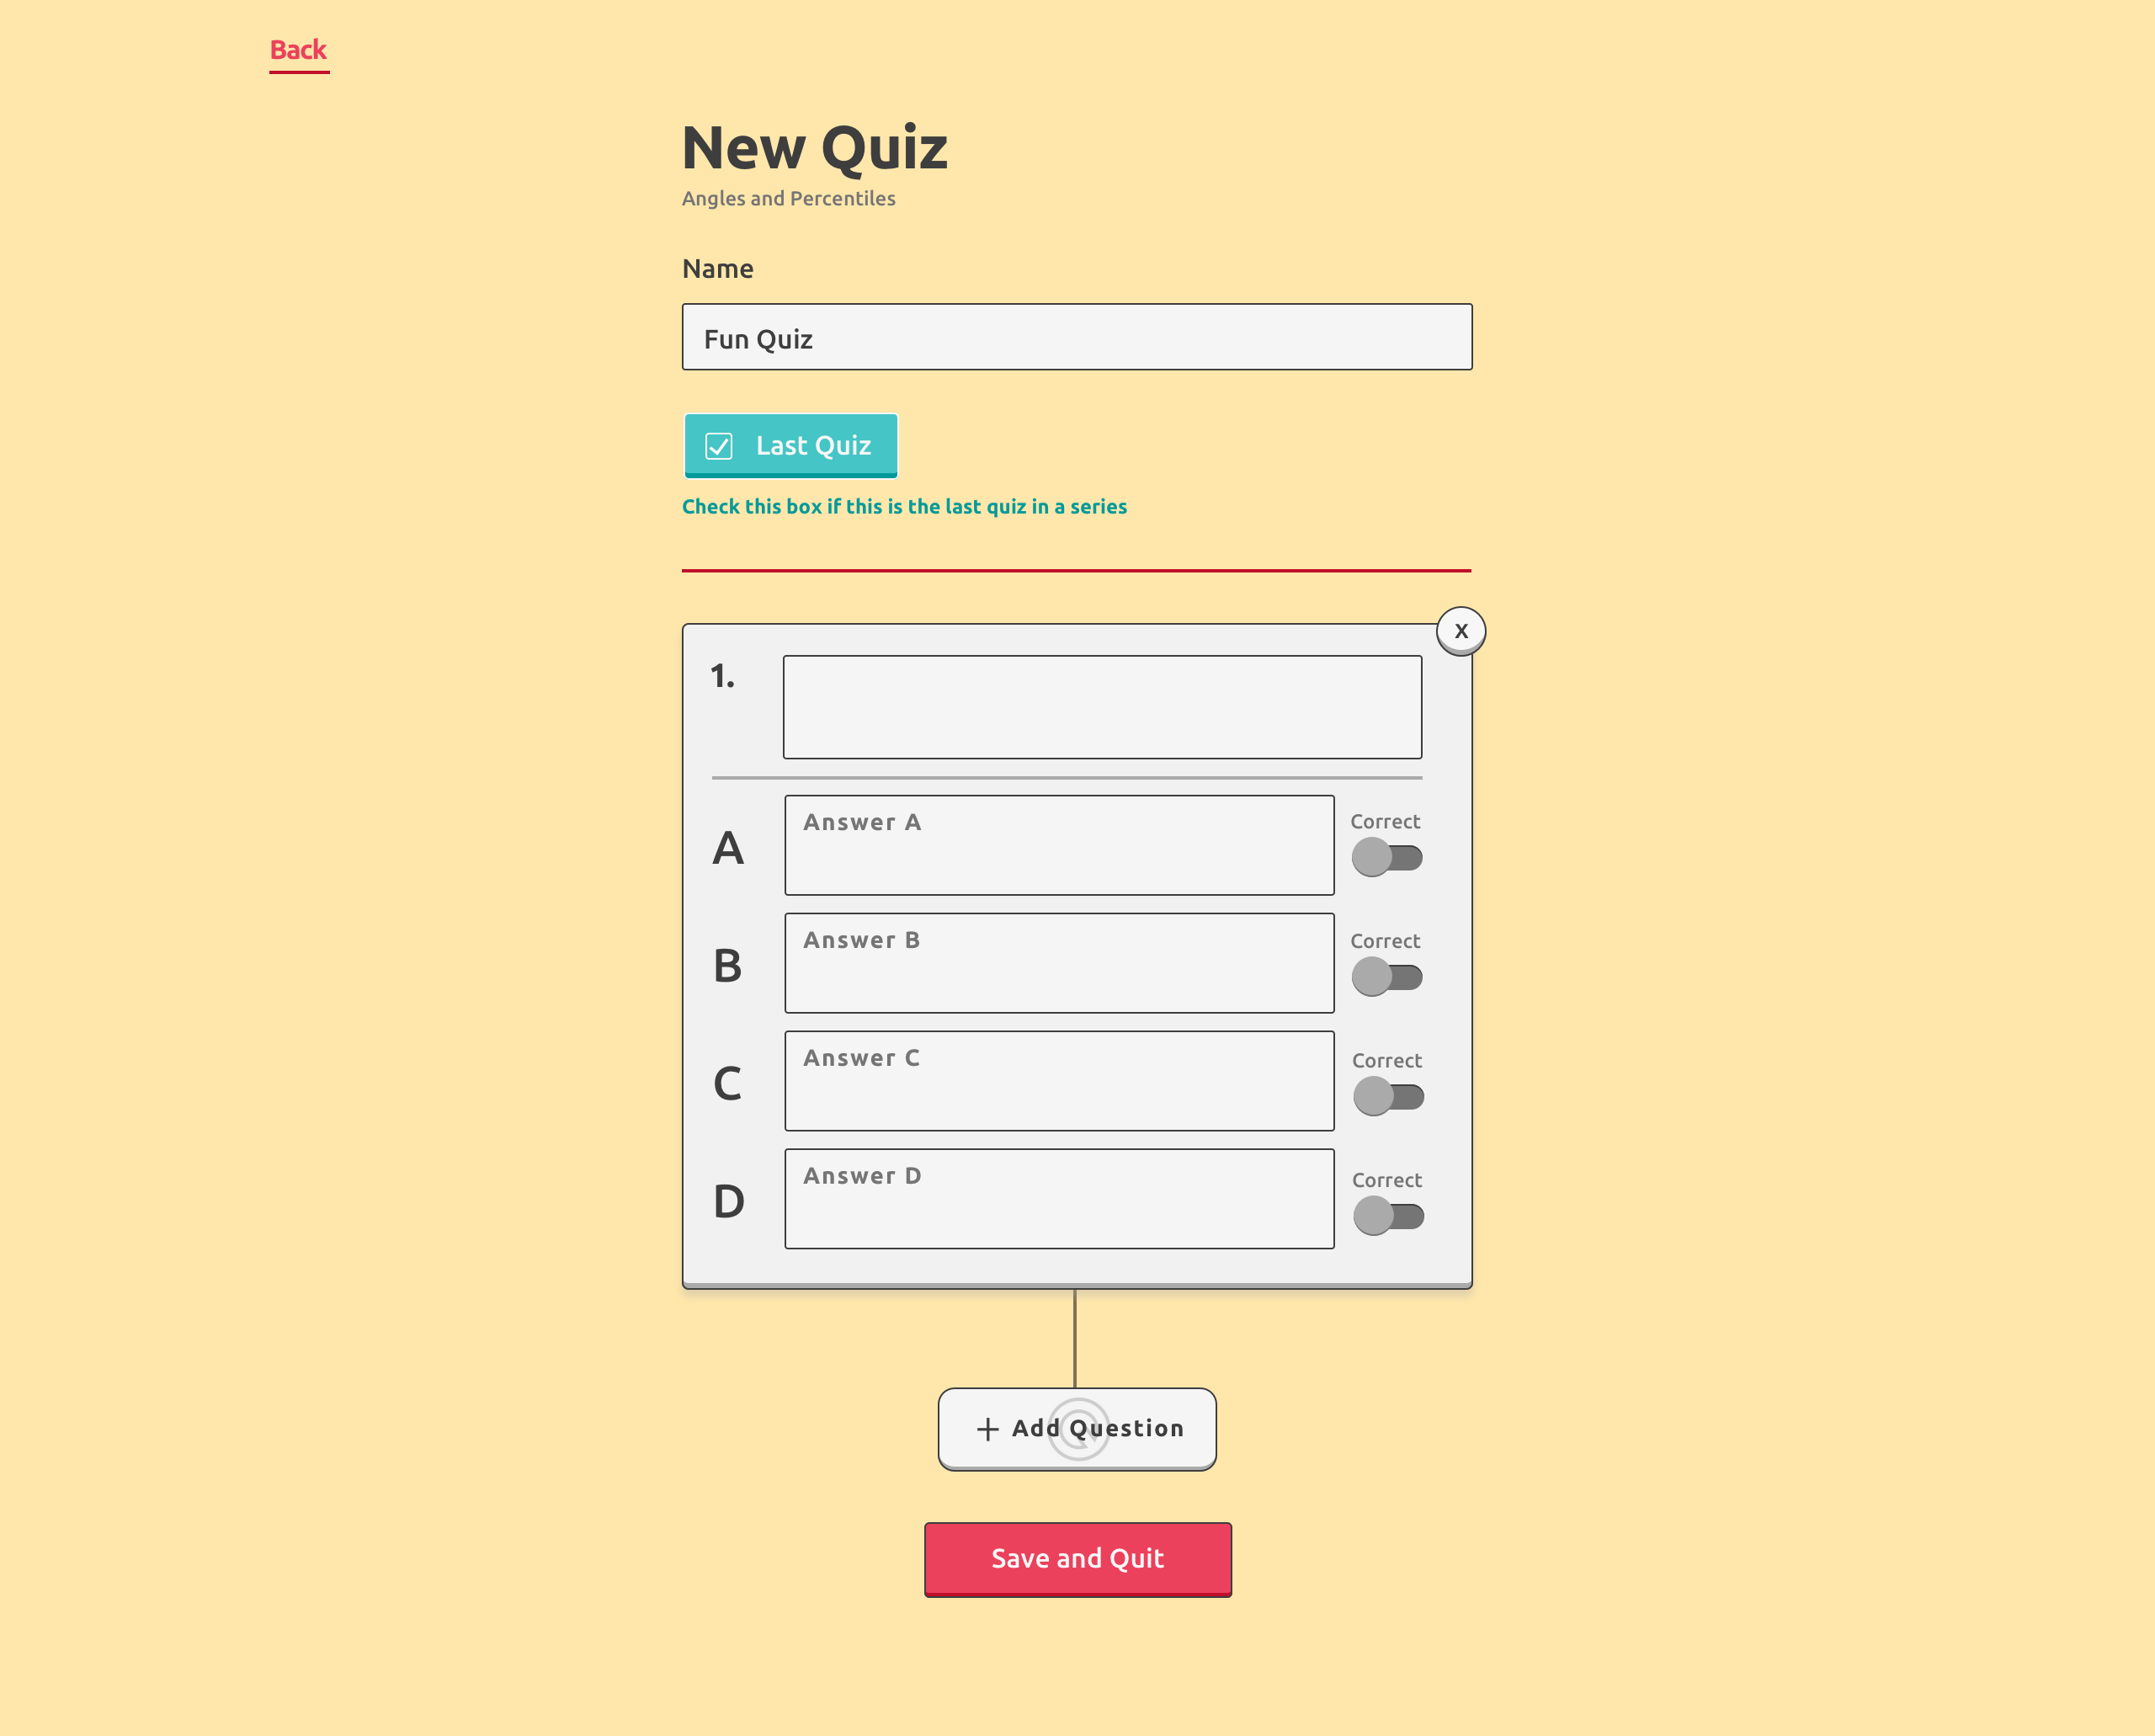 Back
New Quiz
Angles and Percentiles
Name
Fun Quiz
Last Quiz
Check this box if this is the last quiz in a series
X
1.
A
Answer A
Correct
B
Answer B
Correct
C
Answer C
Correct
D
Answer D
Correct
+ Add Question
Save and Quit